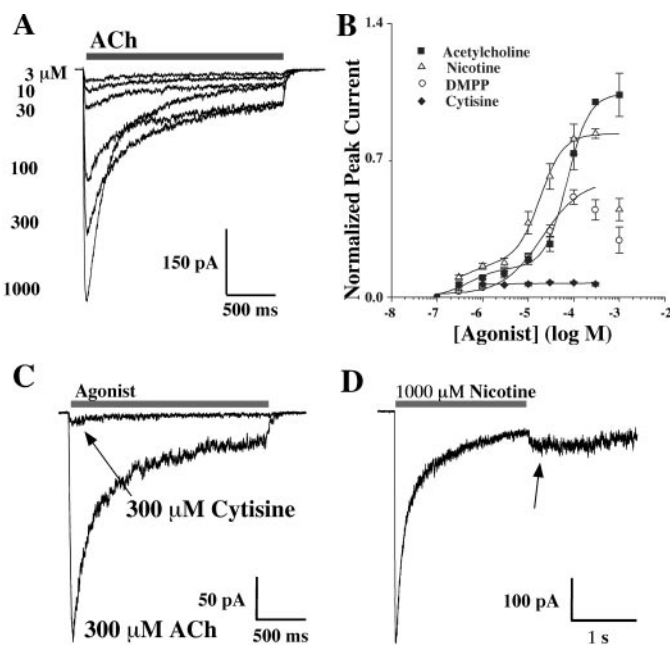 A
ACh
3 μM
10
30
100
300
1000
150 pA
500 ms
B
Normalized Peak Current
1.4
0.7
0.0
Acetylcholine
Nicotine
DMPP
Cytisine
-8 -7 -6 -5 -4 -3 -2
[Agonist] (log M)
C
Agonist
300 μM Cytisine
300 μM ACh
50 pA
500 ms
D
1000 μM Nicotine
100 pA
1 s